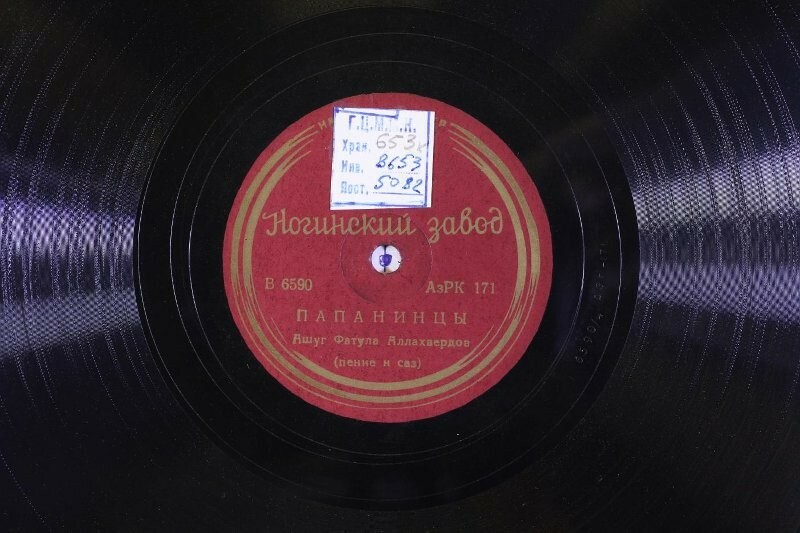 Г.Ц.М.М.К.
Хран. 653к
Инв. 8653
Пост. 5082
Ногинский завод
В 6590
АзРК 171
ПАПАНИНЦЫ
Ашуг Фатула Аллахвердов
(пение и саз)